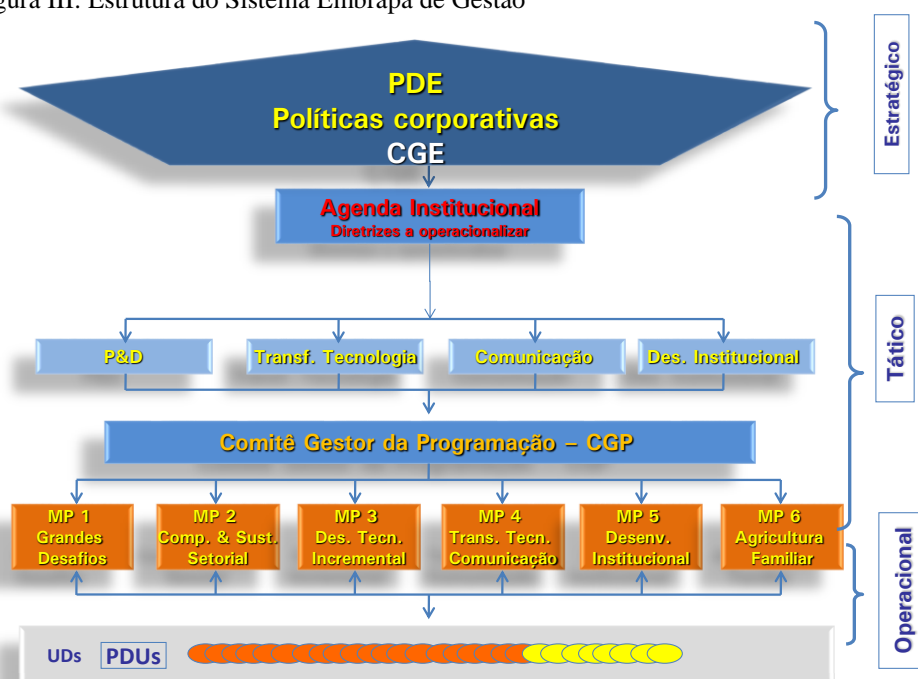 gura III: Estrutura do Sistema Embrapa de Gestão
PDE
Políticas corporativas
CGE
Estratégico
Agenda Institucional
Diretrizes a operacionalizar
P&D
Transf. Tecnologia
Comunicação
Des. Institucional
Tático
Comitê Gestor da Programação – CGP
MP 1
Grandes
Desafios
MP 2
Comp. & Sust.
Setorial
MP 3
Des. Tecn.
Incremental
MP 4
Trans. Tecn.
Comunicação
MP 5
Desenv.
Institucional
MP 6
Agricultura
Familiar
Operacional
UDs
PDUs